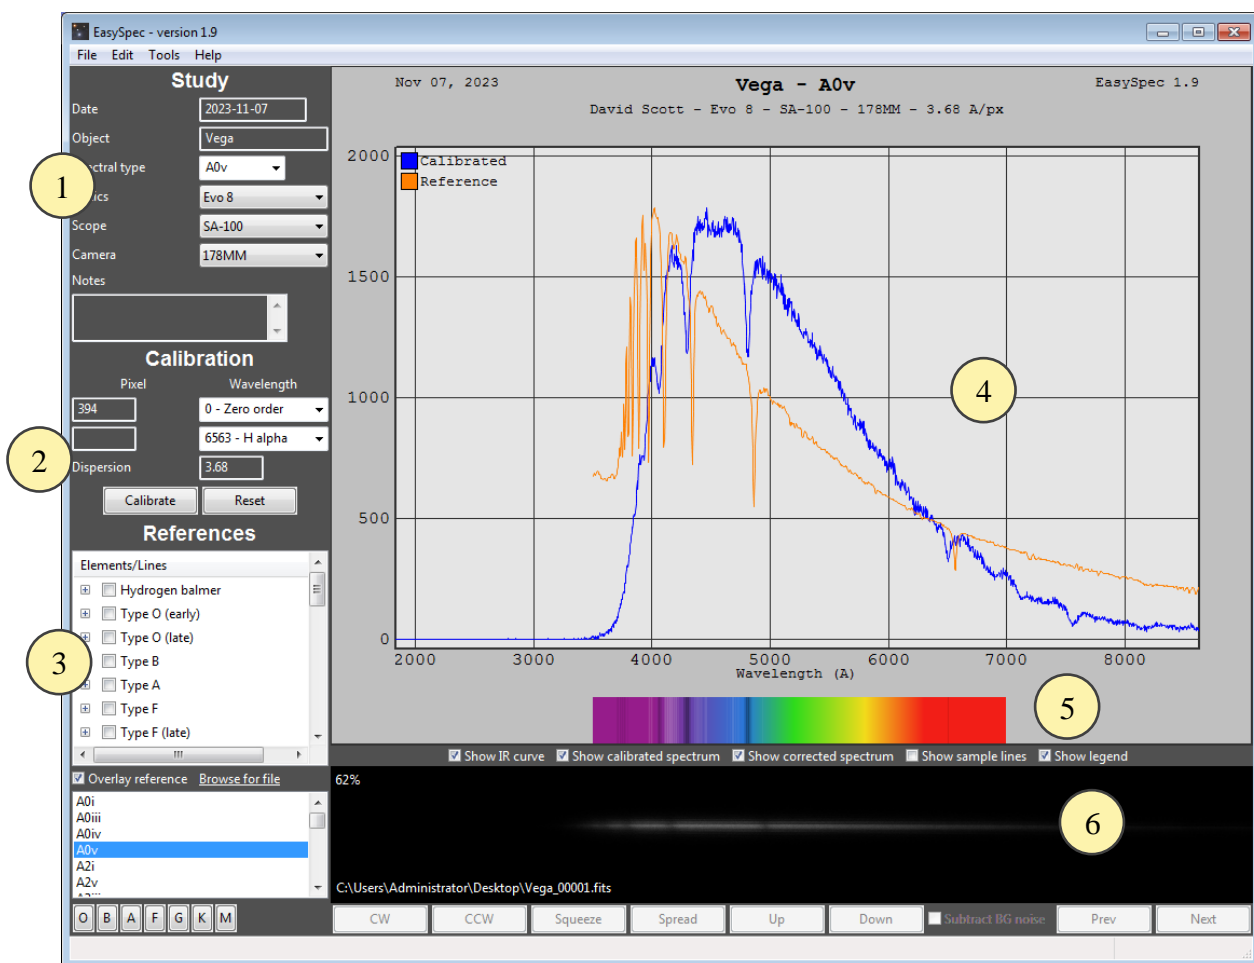 EasySpec - version 1.9
File Edit Tools Help
Study
Date 2023-11-07
Object Vega
ectral type A0v
ics Evo 8
Scope SA-100
Camera 178MM
Notes
1
Calibration
Pixel Wavelength
394 0 - Zero order
6563 - H alpha
2
Dispersion 3.68
Calibrate Reset
References
Elements/Lines
Hydrogen balmer
Type O (early)
Type O (late)
3
Type B
Type A
Type F
Type F (late)
Overlay reference Browse for file
A0i
A0iii
A0iv
A0v
A2i
A2v
O B A F G K M
Nov 07, 2023 Vega - A0v EasySpec 1.9
David Scott - Evo 8 - SA-100 - 178MM - 3.68 A/px
Calibrated
Reference
2000
1500
1000
500
0
4
2000 3000 4000 5000 6000 7000 8000
Wavelength (A)
5
Show IR curve Show calibrated spectrum Show corrected spectrum Show sample lines Show legend
62%
6
C:\Users\Administrator\Desktop\Vega_00001.fits
CW CCW Squeeze Spread Up Down Subtract BG noise Prev Next